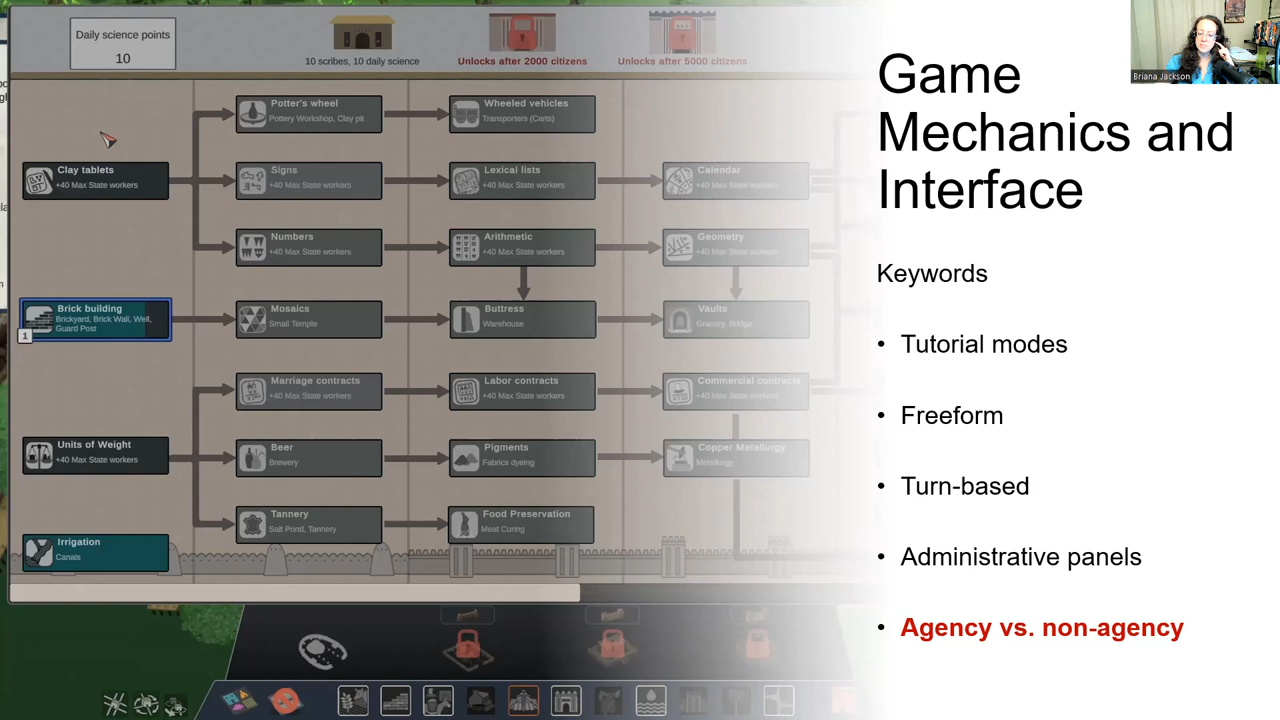 Daily science points
10
10 scribes, 10 daily science
Unlocks after 2000 citizens
Unlocks after 5000 citizens
Potter's wheel
Pottery Workshop, Clay pit
Wheeled vehicles
Transporters (Carts)
Clay tablets
+40 Max State workers
Signs
+40 Max State workers
Lexical lists
+40 Max State workers
Calendar
+40 Max State workers
Numbers
+40 Max State workers
Arithmetic
+40 Max State workers
Geometry
+40 Max State workers
Brick building
Brickyard, Brick Wall, Well,
Guard Post
1
Mosaics
Small Temple
Buttress
Warehouse
Vaults
Granary, Bridge
Marriage contracts
+40 Max State workers
Labor contracts
+40 Max State workers
Commercial contracts
+40 Max State workers
Units of Weight
+40 Max State workers
Beer
Brewery
Pigments
Fabrics dyeing
Copper Metallurgy
Metallurgy
Tannery
Salt Pond, Tannery
Food Preservation
Meat Curing
Irrigation
Canals
Briana Jackson
Game
Mechanics and
Interface
Keywords
• Tutorial modes
• Freeform
• Turn-based
• Administrative panels
• Agency vs. non-agency